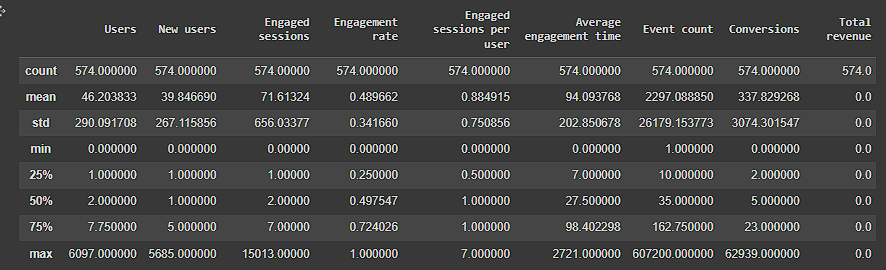 Users New users Engaged sessions Engagement rate Engaged sessions per user Average engagement time Event count Conversions Total revenue
count 574.000000 574.000000 574.00000 574.000000 574.000000 574.000000 574.000000 574.000000 574.0
mean 46.203833 39.846690 71.61324 0.489662 0.884915 94.093768 2297.088850 337.829268 0.0
std 290.091708 267.115856 656.03377 0.341660 0.750856 202.850678 26179.153773 3074.301547 0.0
min 0.000000 0.000000 0.00000 0.000000 0.000000 0.000000 1.000000 0.000000 0.0
25% 1.000000 1.000000 1.00000 0.250000 0.500000 7.000000 10.000000 2.000000 0.0
50% 2.000000 1.000000 2.00000 0.497547 1.000000 27.500000 35.000000 5.000000 0.0
75% 7.750000 5.000000 7.00000 0.724026 1.000000 98.402298 162.750000 23.000000 0.0
max 6097.000000 5685.000000 15013.00000 1.000000 7.000000 2721.000000 607200.000000 62939.000000 0.0